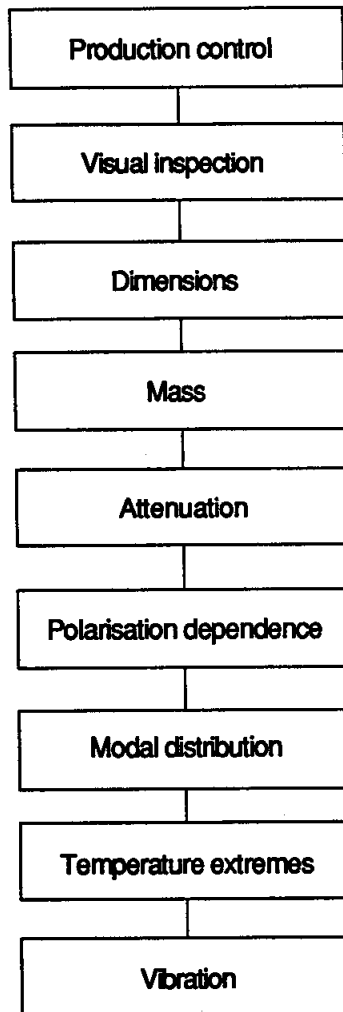 Production control
Visual inspection
Dimensions
Mass
Attenuation
Polarisation dependence
Modal distribution
Temperature extremes
Vibration